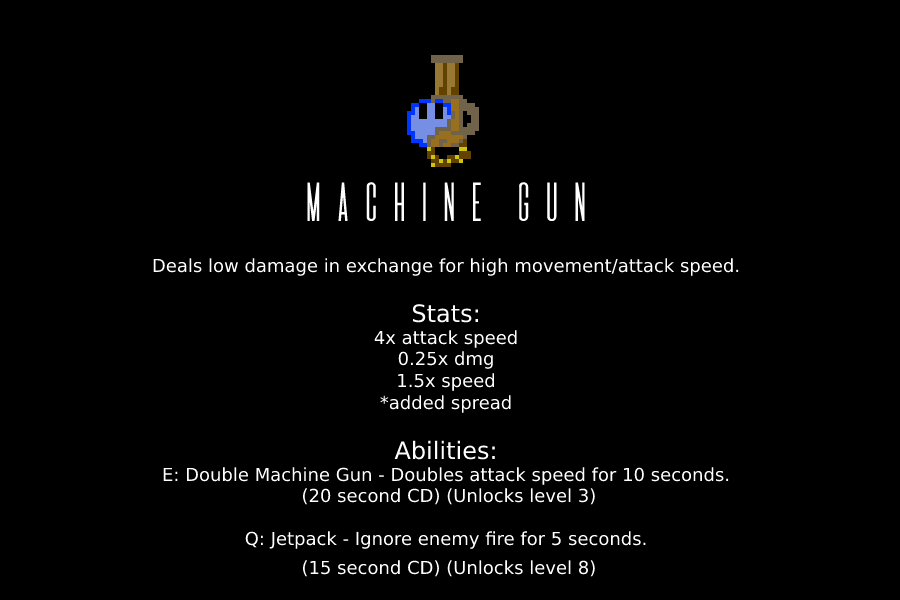 MACHINE GUN
Deals low damage in exchange for high movement/attack speed.
Stats:
4x attack speed
0.25x dmg
1.5x speed
*added spread
Abilities:
E: Double Machine Gun - Doubles attack speed for 10 seconds.
(20 second CD) (Unlocks level 3)
Q: Jetpack - Ignore enemy fire for 5 seconds.
(15 second CD) (Unlocks level 8)